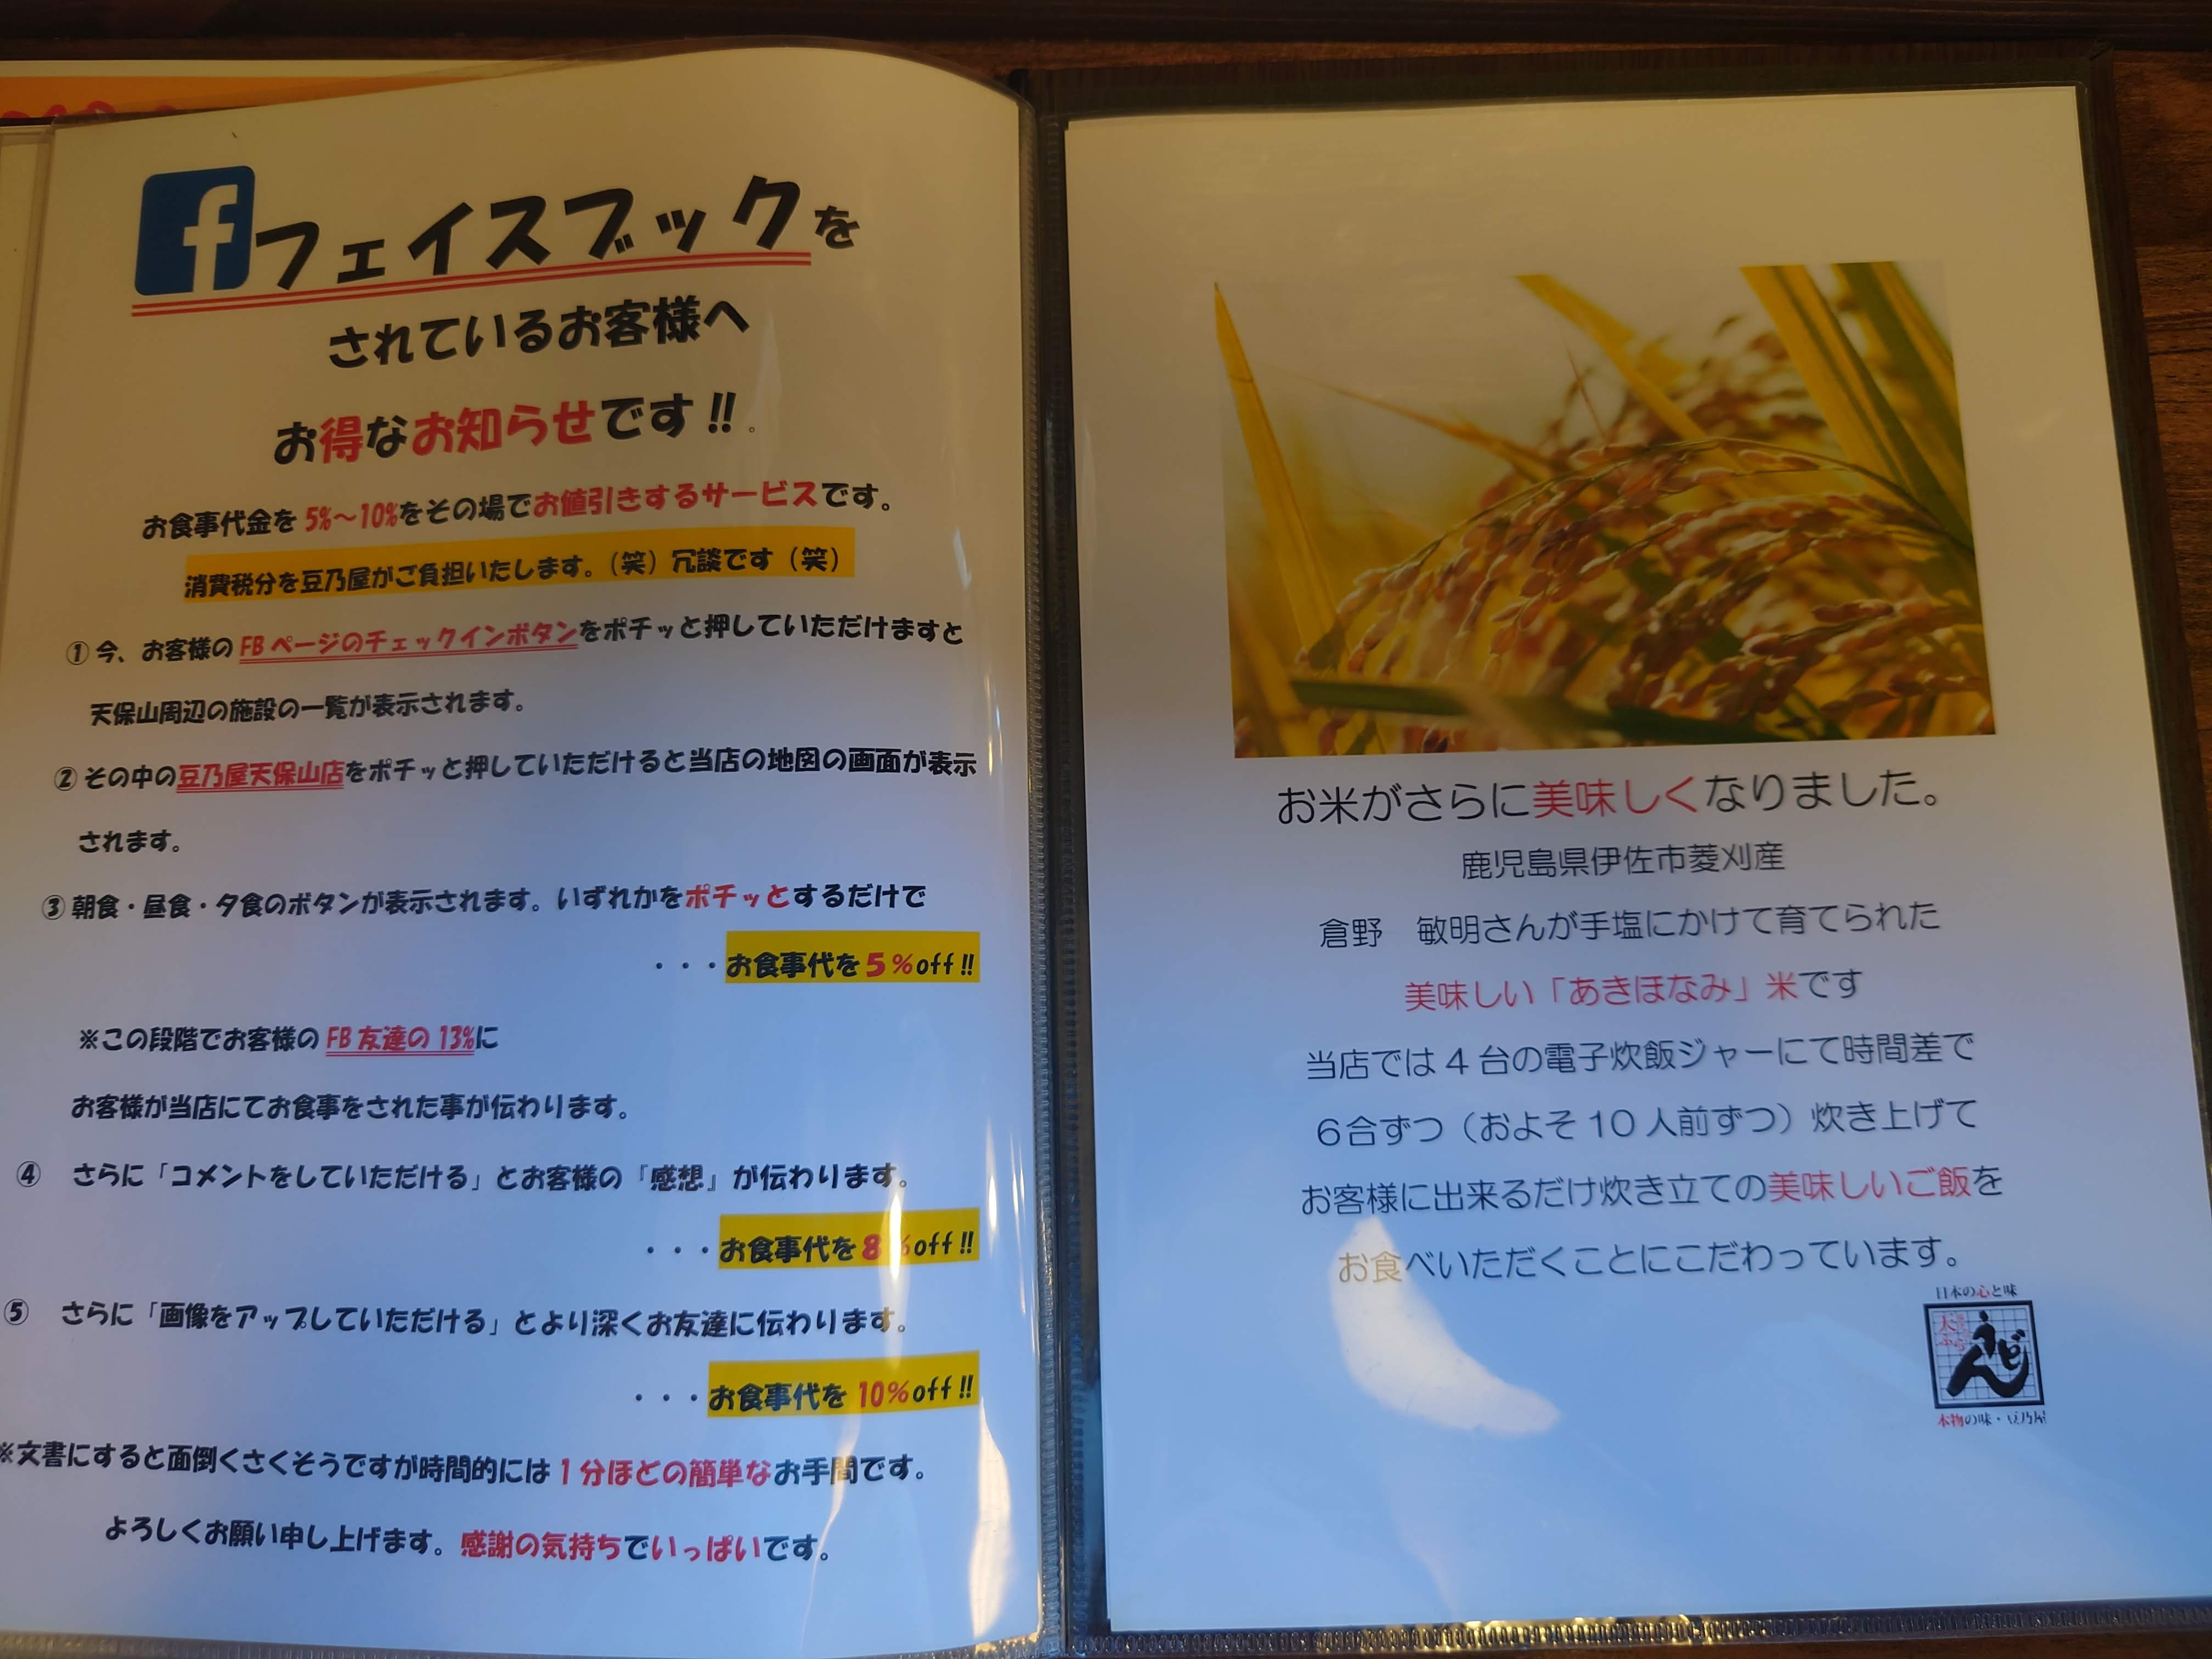 フェイスブックを
されているお客様へ
お得なお知らせです!!。
お食事代金を5%～10%をその場でお値引きするサービスです。
消費税分を豆乃屋がご負担いたします。（笑）冗談です（笑）
① 今、お客様の FB ページのチェックインボタンをポチッと押していただけますと
天保山周辺の施設の一覧が表示されます。
② その中の豆乃屋天保山店をポチッと押していただけると当店の地図の画面が表示
されます。
③ 朝食・昼食・夕食のボタンが表示されます。いずれかをポチッとするだけで
・・・お食事代を5%off!!
※この段階でお客様の FB 友達の 13%に
お客様が当店にてお食事をされた事が伝わります。
④ さらに「コメントをしていただける」とお客様の『感想』が伝わります。
・・・お食事代を8%off!!
⑤ さらに「画像をアップしていただける」とより深くお友達に伝わります。
・・・お食事代を 10%off!!
※文書にすると面倒くさくそうですが時間的には1分ほどの簡単なお手間です。
よろしくお願い申し上げます。感謝の気持ちでいっぱいです。
お米がさらに美味しくなりました。
鹿児島県伊佐市菱刈産
倉野　敏明さんが手塩にかけて育てられた
美味しい「あきほなみ」米です
当店では4台の電子炊飯ジャーにて時間差で
6合ずつ（およそ10人前ずつ）炊き上げて
お客様に出来るだけ炊き立ての美味しいご飯を
お食べいただくことにこだわっています。
日本の心と味
うどん
本物の味・豆乃屋